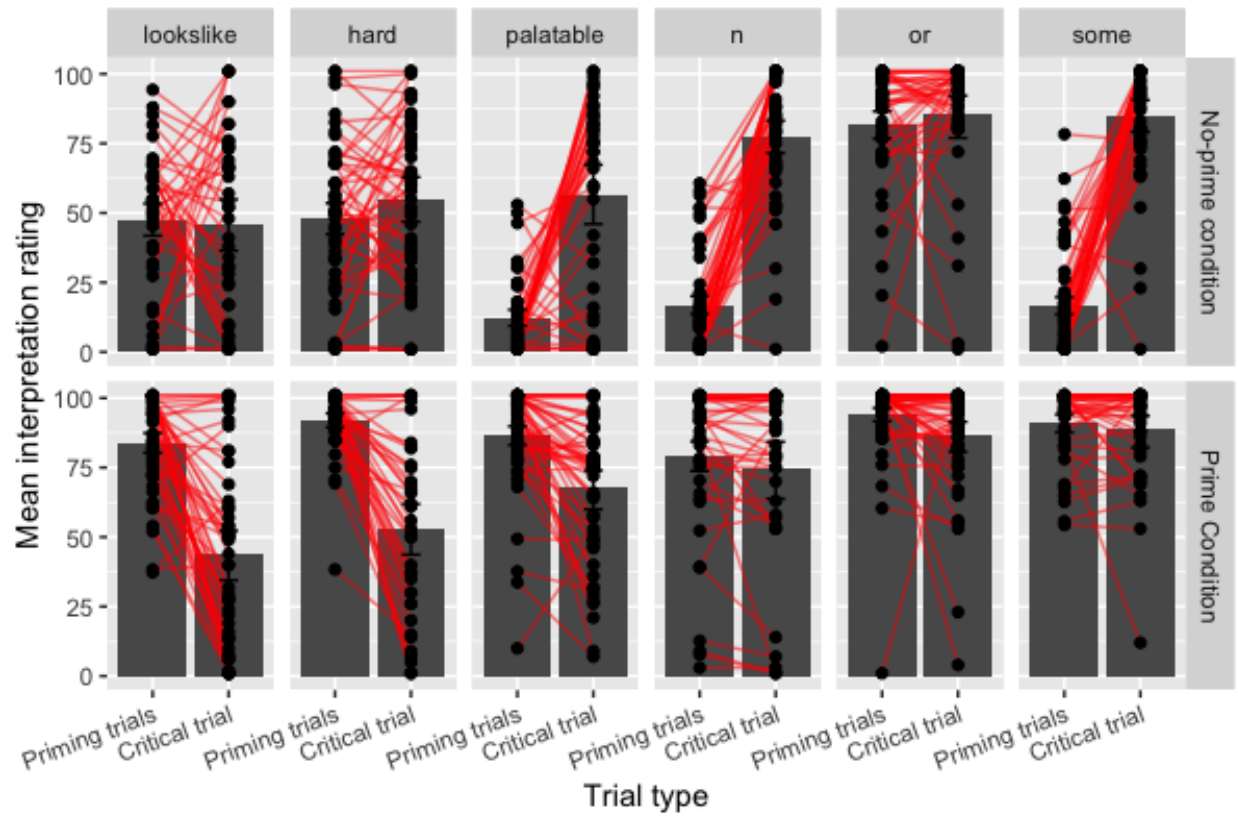 lookslike hard palatable n or some
No-prime condition
100
75
50
25
0
Prime Condition
100
75
50
25
0
Mean interpretation rating
Priming trials Critical trial Priming trials Critical trial Priming trials Critical trial Priming trials Critical trial Priming trials Critical trial Priming trials Critical trial
Trial type